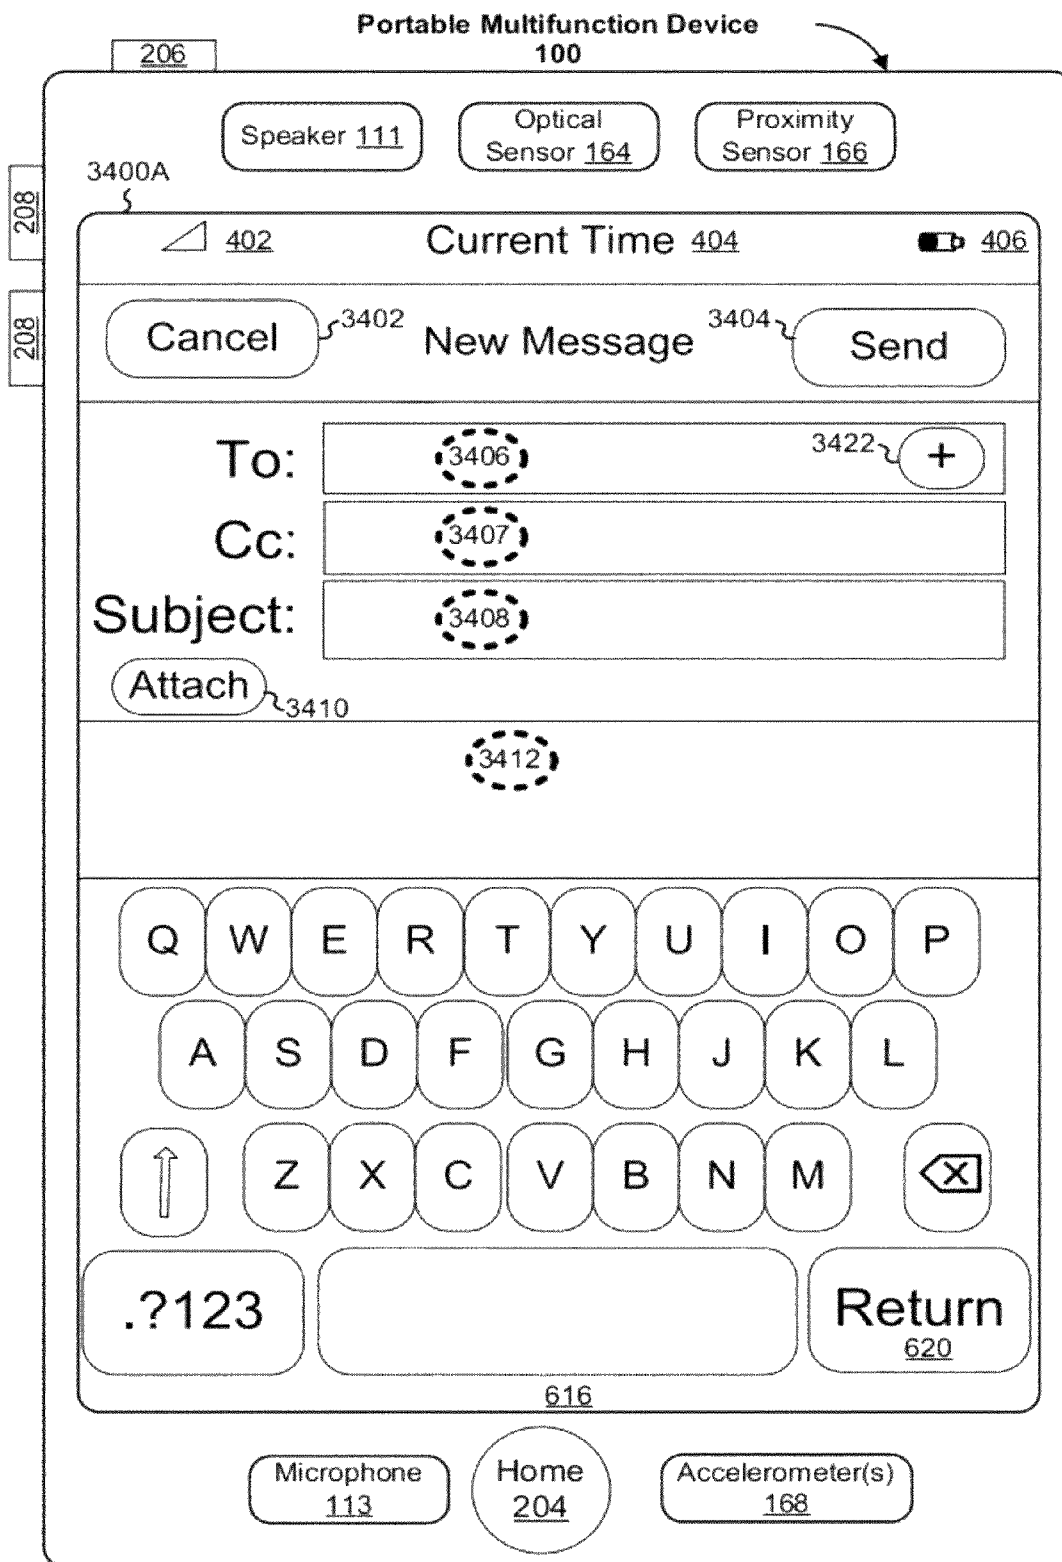 Portable Multifunction Device
100
206
Speaker 111
Optical
Sensor 164
Proximity
Sensor 166
208
3400A
402
Current Time 404
406
208
Cancel
3402
New Message
3404
Send
To:
3406
3422
+
Cc:
3407
Subject:
3408
Attach
3410
3412
Q W E R T Y U I O P
A S D F G H J K L
Z X C V B N M
.?123
Return
620
616
Microphone
113
Home
204
Accelerometer(s)
168